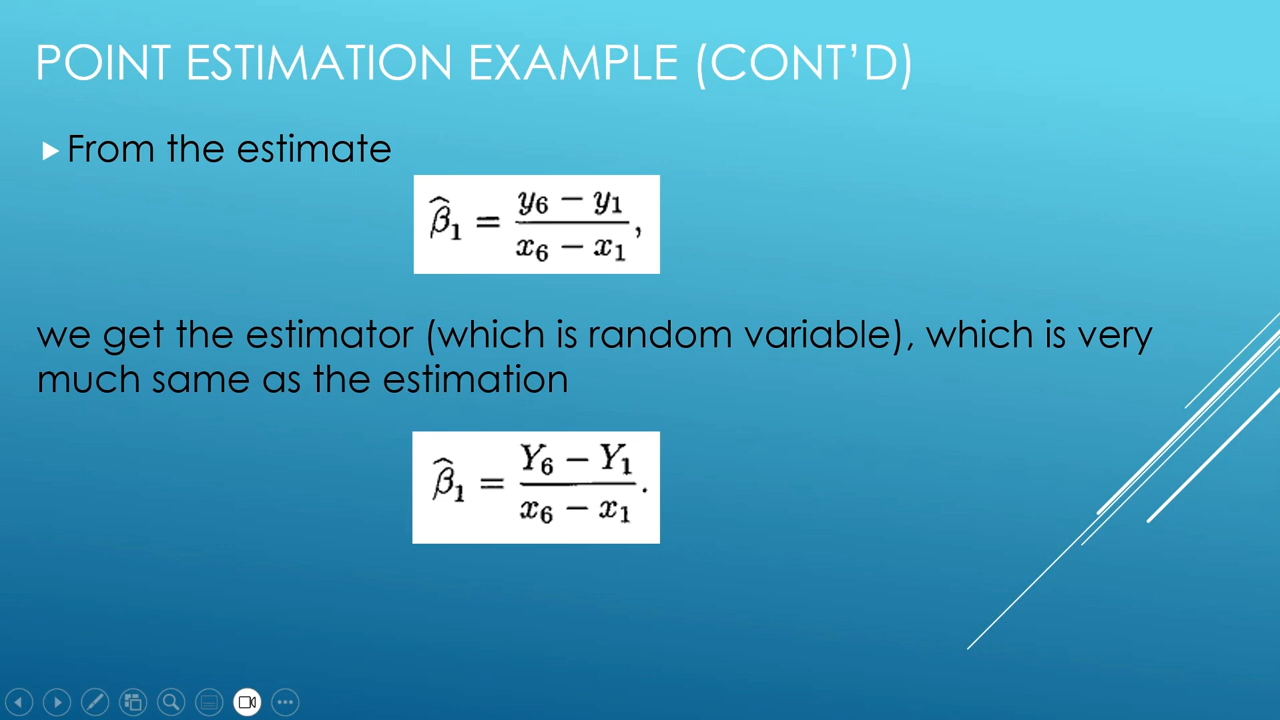 POINT ESTIMATION EXAMPLE (CONT'D)
From the estimate
β̂₁ = (y₆ − y₁) / (x₆ − x₁),
we get the estimator (which is random variable), which is very
much same as the estimation
β̂₁ = (Y₆ − Y₁) / (x₆ − x₁).